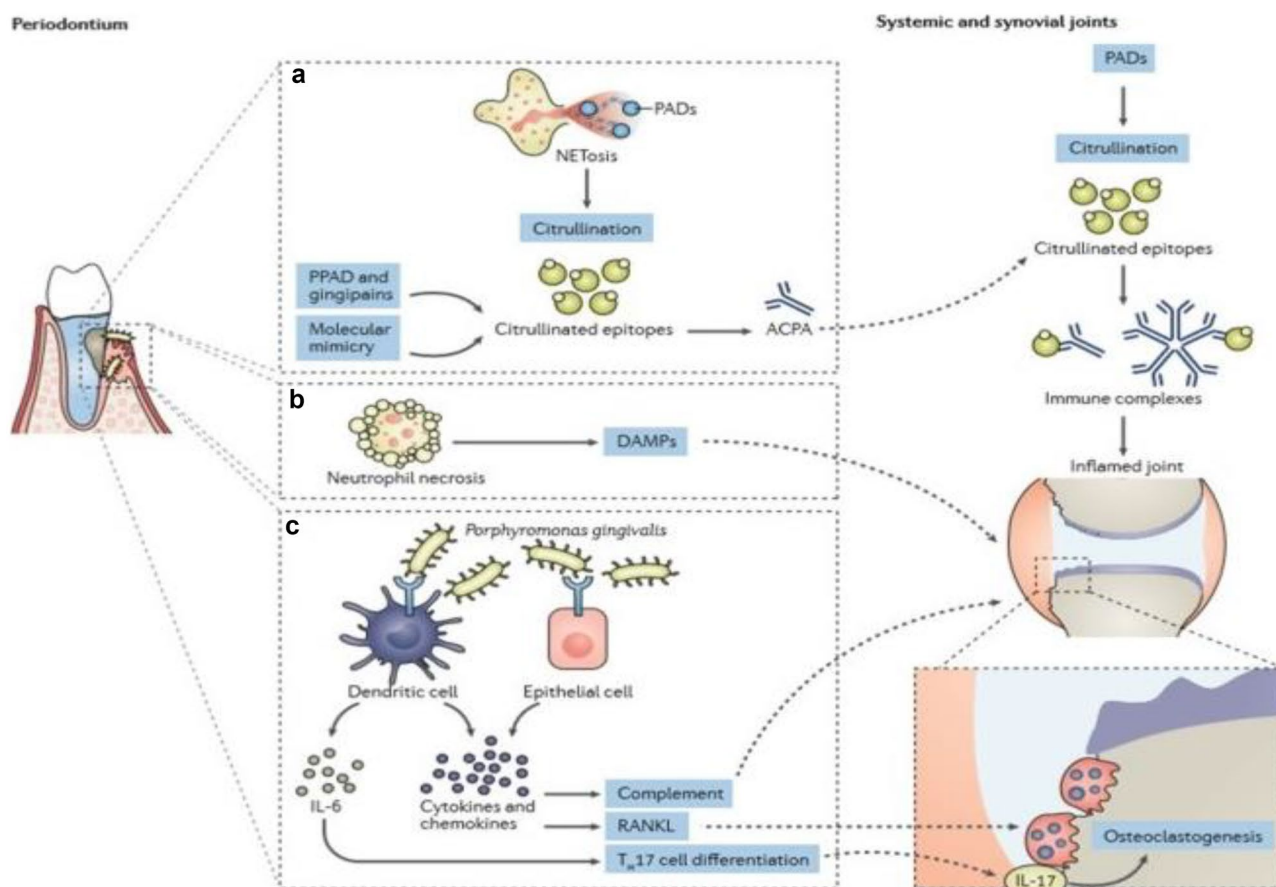 Periodontium
Systemic and synovial joints
a
PADs
NETosis
Citrullination
PPAD and
gingipains
Molecular
mimicry
Citrullinated epitopes
ACPA
PADs
Citrullination
Citrullinated epitopes
Immune complexes
Inflamed joint
b
Neutrophil necrosis
DAMPs
c
Porphyromonas gingivalis
Dendritic cell
Epithelial cell
IL-6
Cytokines and
chemokines
Complement
RANKL
TH17 cell differentiation
Osteoclastogenesis
IL-17